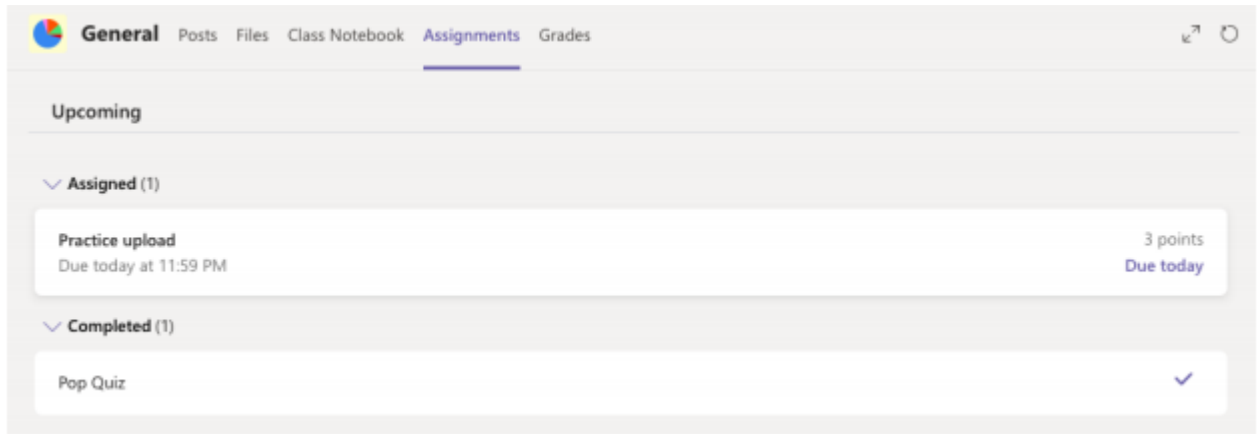 General Posts Files Class Notebook Assignments Grades
Upcoming
Assigned (1)
Practice upload
3 points
Due today at 11:59 PM
Due today
Completed (1)
Pop Quiz